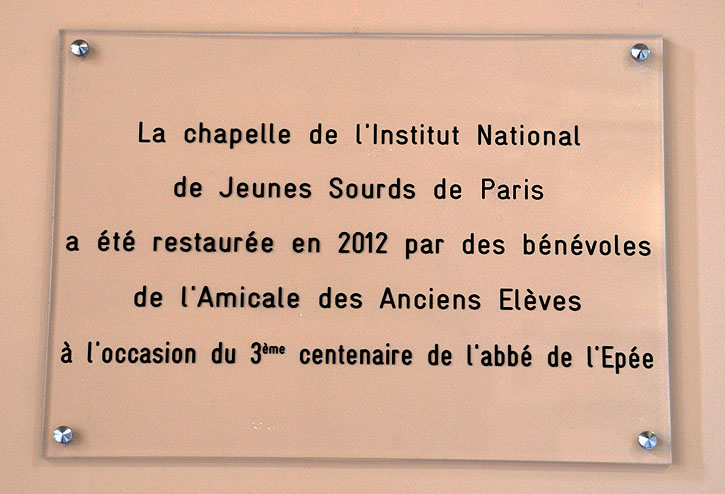 La chapelle de l'Institut National
de Jeunes Sourds de Paris
a été restaurée en 2012 par des bénévoles
de l'Amicale des Anciens Elèves
à l'occasion du 3ème centenaire de l'abbé de l'Epée